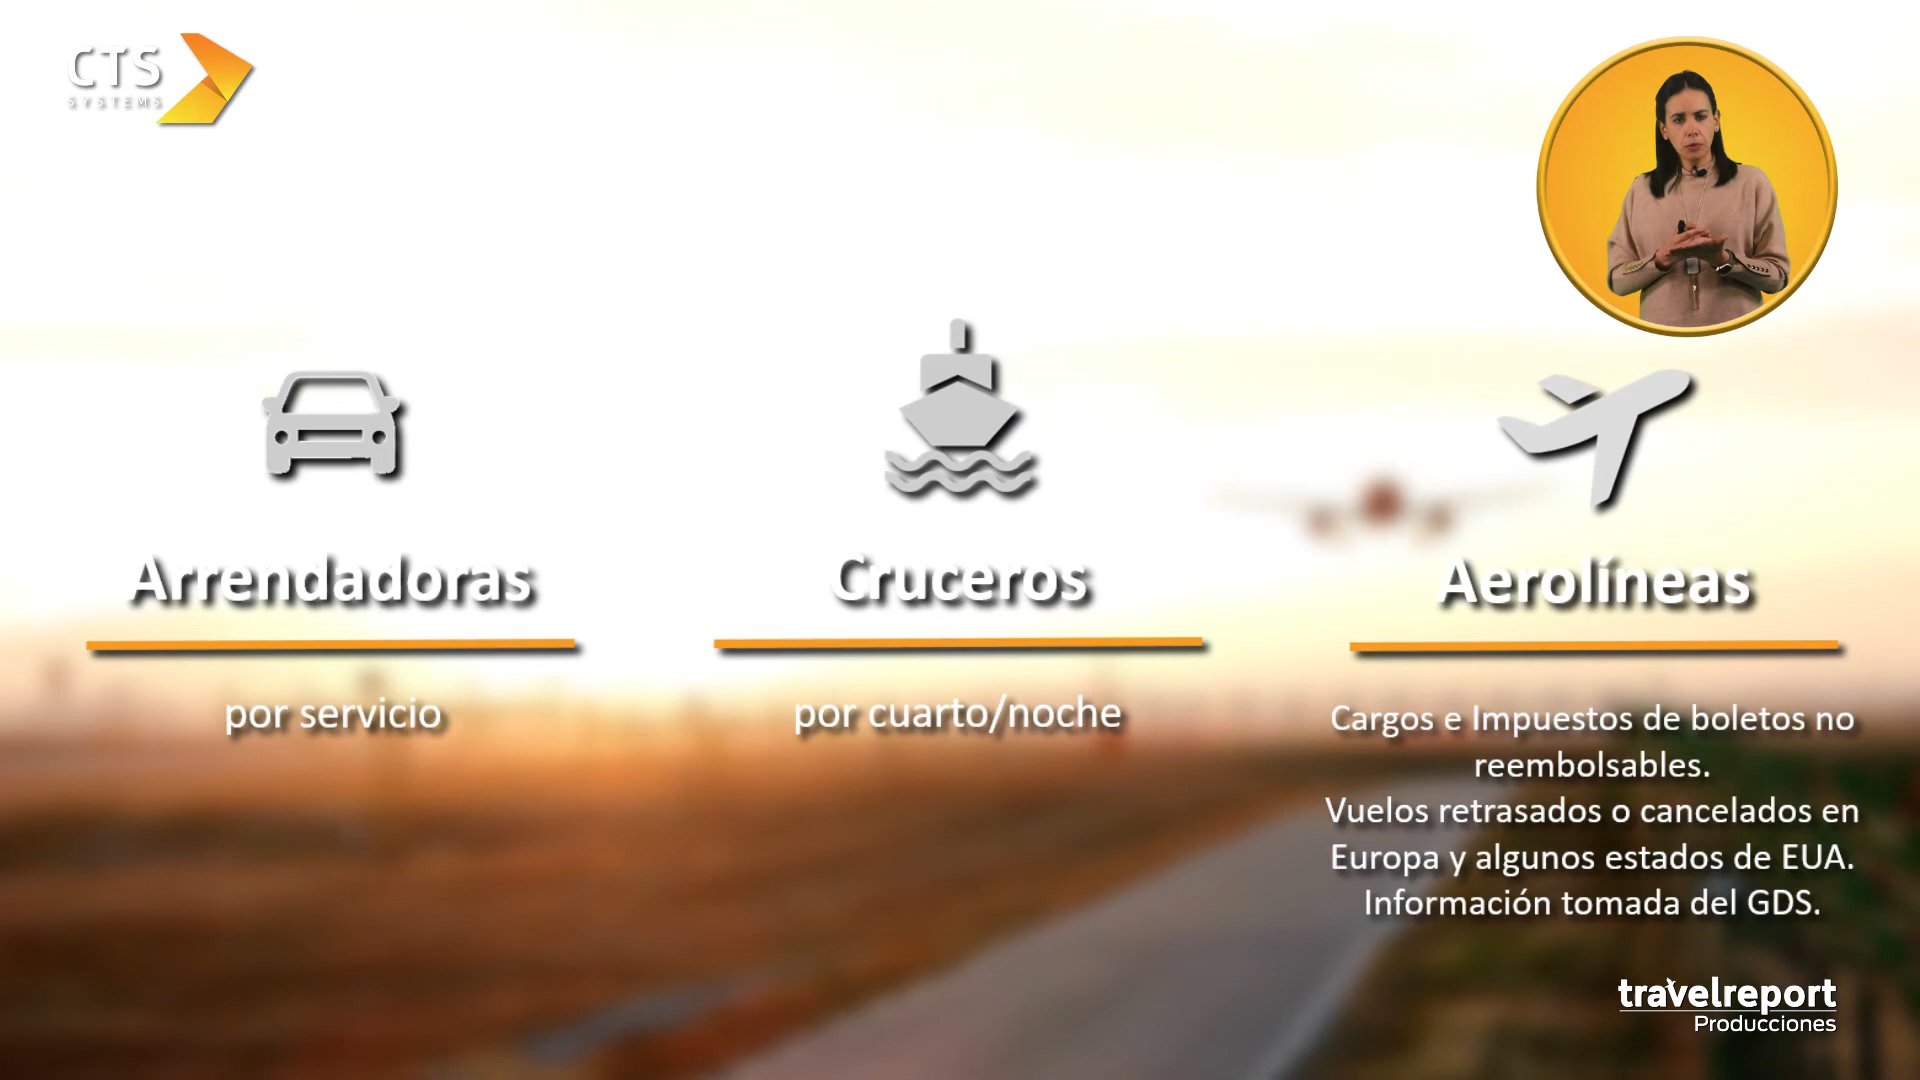 CTS
SYSTEMS
Arrendadoras
por servicio
Cruceros
por cuarto/noche
Aerolíneas
Cargos e Impuestos de boletos no
reembolsables.
Vuelos retrasados o cancelados en
Europa y algunos estados de EUA.
Información tomada del GDS.
travelreport
Producciones